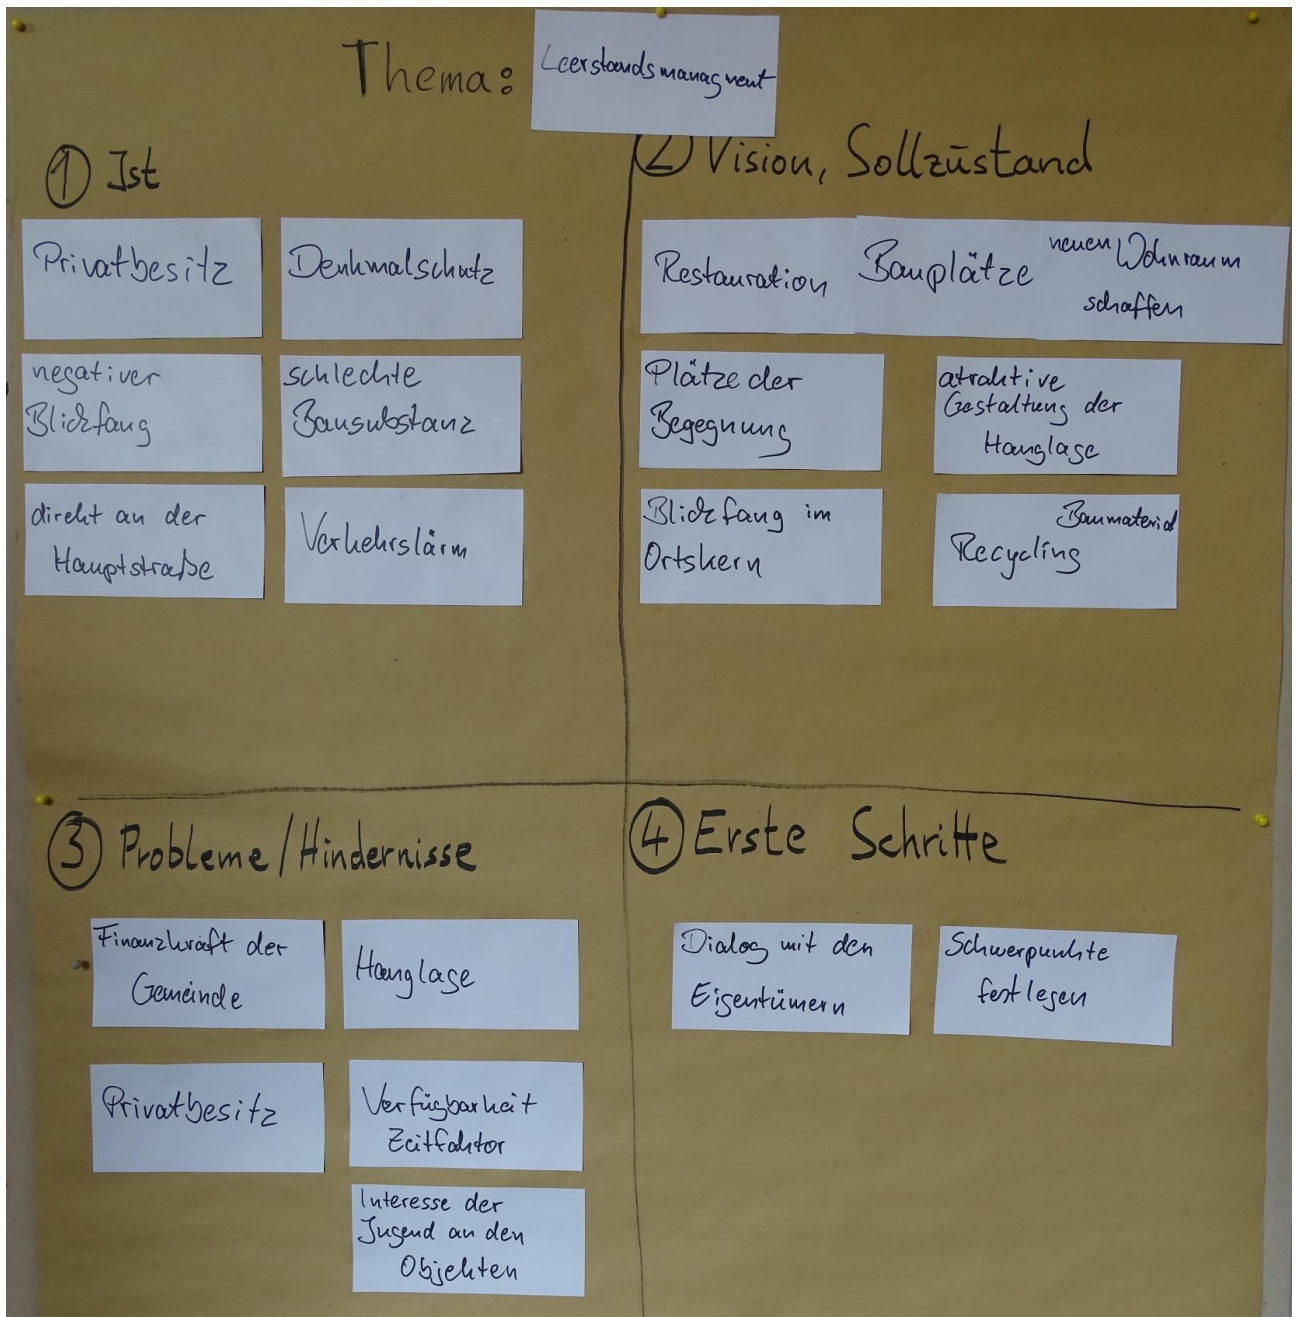 Thema:
Leerstandsmanagment
① Ist
Privatbesitz
Denkmalschutz
negativer
Blickfang
schlechte
Bausubstanz
direkt an der
Hauptstraße
Verkehrslärm
② Vision, Sollzustand
Restauration
Bauplätze
neuen Wohnraum
schaffen
Plätze der
Begegnung
atraktive
Gestaltung der
Hanglage
Blickfang im
Ortskern
Baumaterial
Recycling
③ Probleme/Hindernisse
Finanzkraft der
Gemeinde
Hanglage
Privatbesitz
Verfügbarkeit
Zeitfaktor
Interesse der
Jugend an den
Objekten
④ Erste Schritte
Dialog mit den
Eigentümern
Schwerpunkte
festlegen